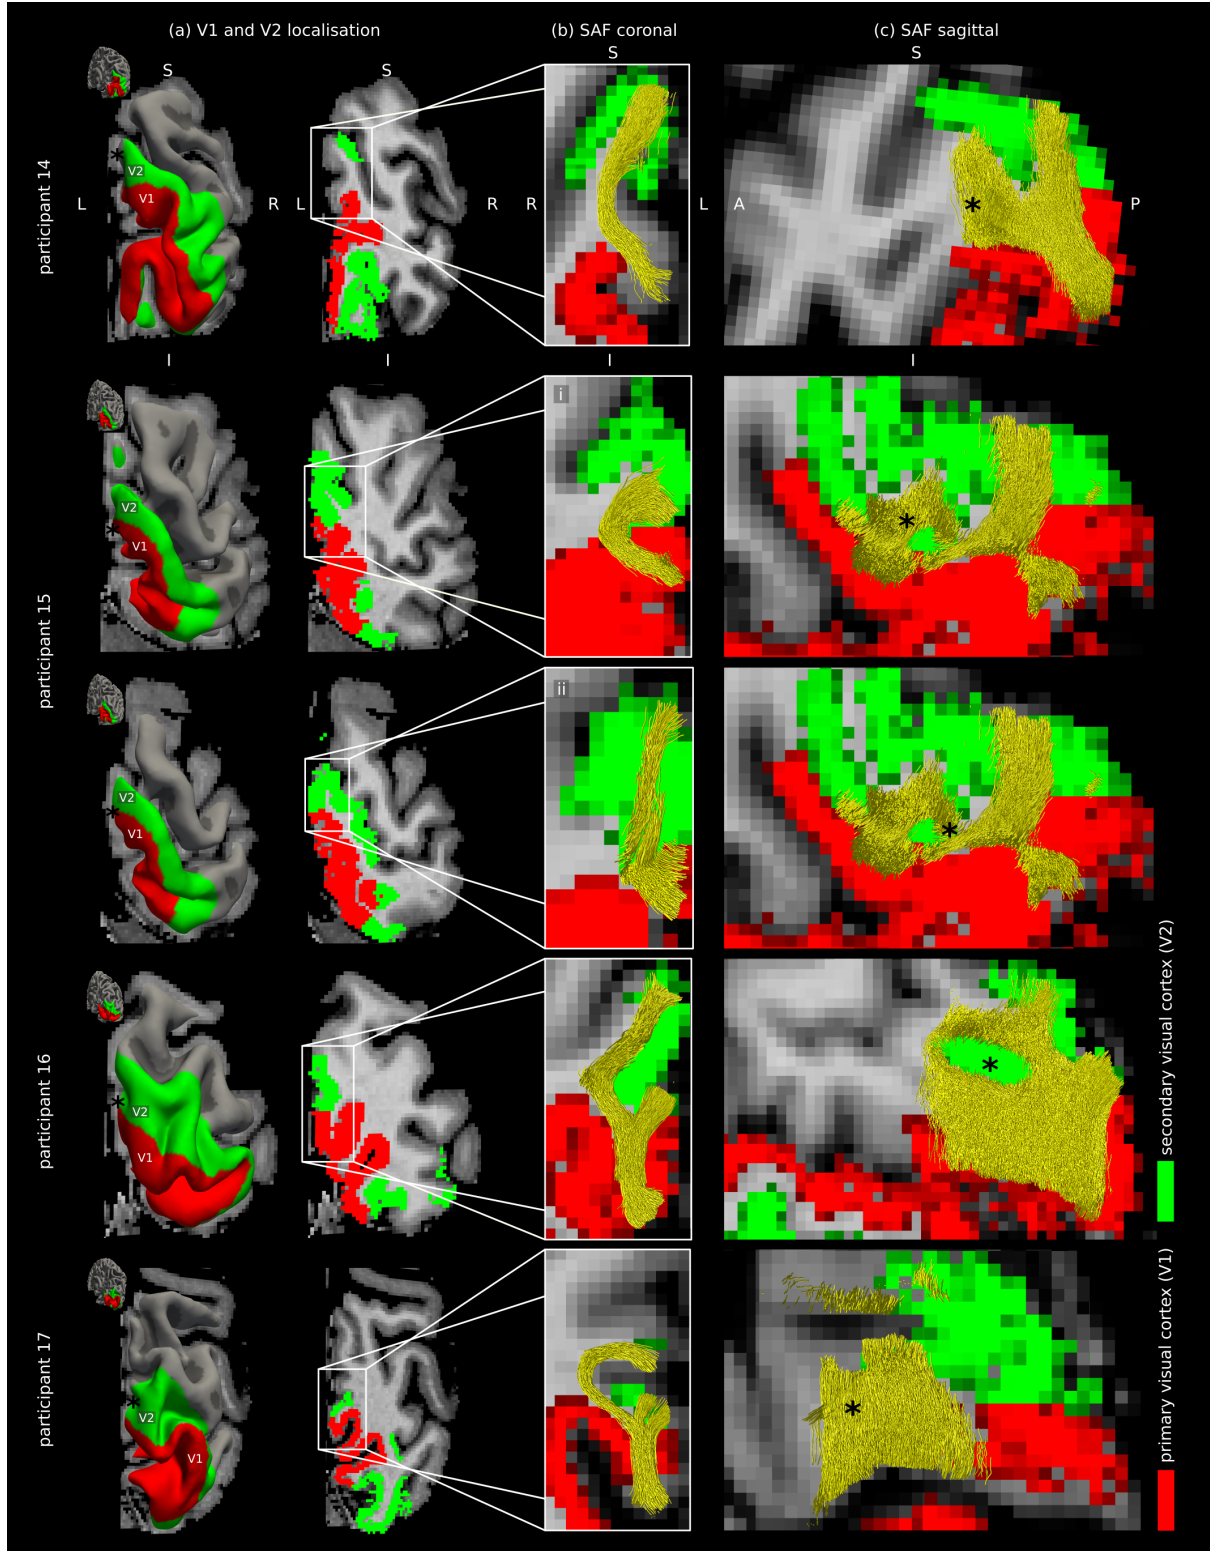 (a) V1 and V2 localisation
(b) SAF coronal
(c) SAF sagittal
S
S
S
S
participant 14
L
V2
V1
R
L
R
R
L
A
*
P
*
I
I
I
I
participant 15
i
V2
*
V1
*
ii
V2
*
V1
*
participant 16
*
V2
V1
*
secondary visual cortex (V2)
participant 17
*
V2
V1
*
primary visual cortex (V1)